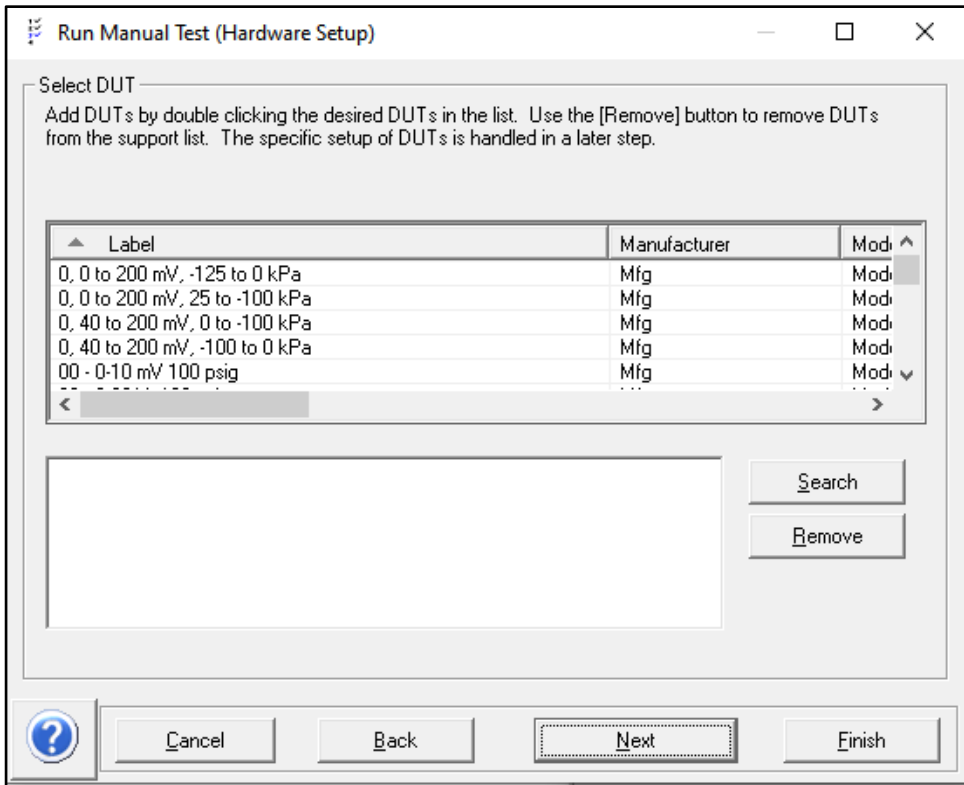 Run Manual Test (Hardware Setup)
Select DUT
Add DUTs by double clicking the desired DUTs in the list.  Use the [Remove] button to remove DUTs
from the support list.  The specific setup of DUTs is handled in a later step.
Label Manufacturer
0, 0 to 200 mV, -125 to 0 kPa Mfg
0, 0 to 200 mV, 25 to -100 kPa Mfg
0, 40 to 200 mV, 0 to -100 kPa Mfg
0, 40 to 200 mV, -100 to 0 kPa Mfg
00 - 0-10 mV 100 psig Mfg
Search
Remove
? Cancel Back Next Finish